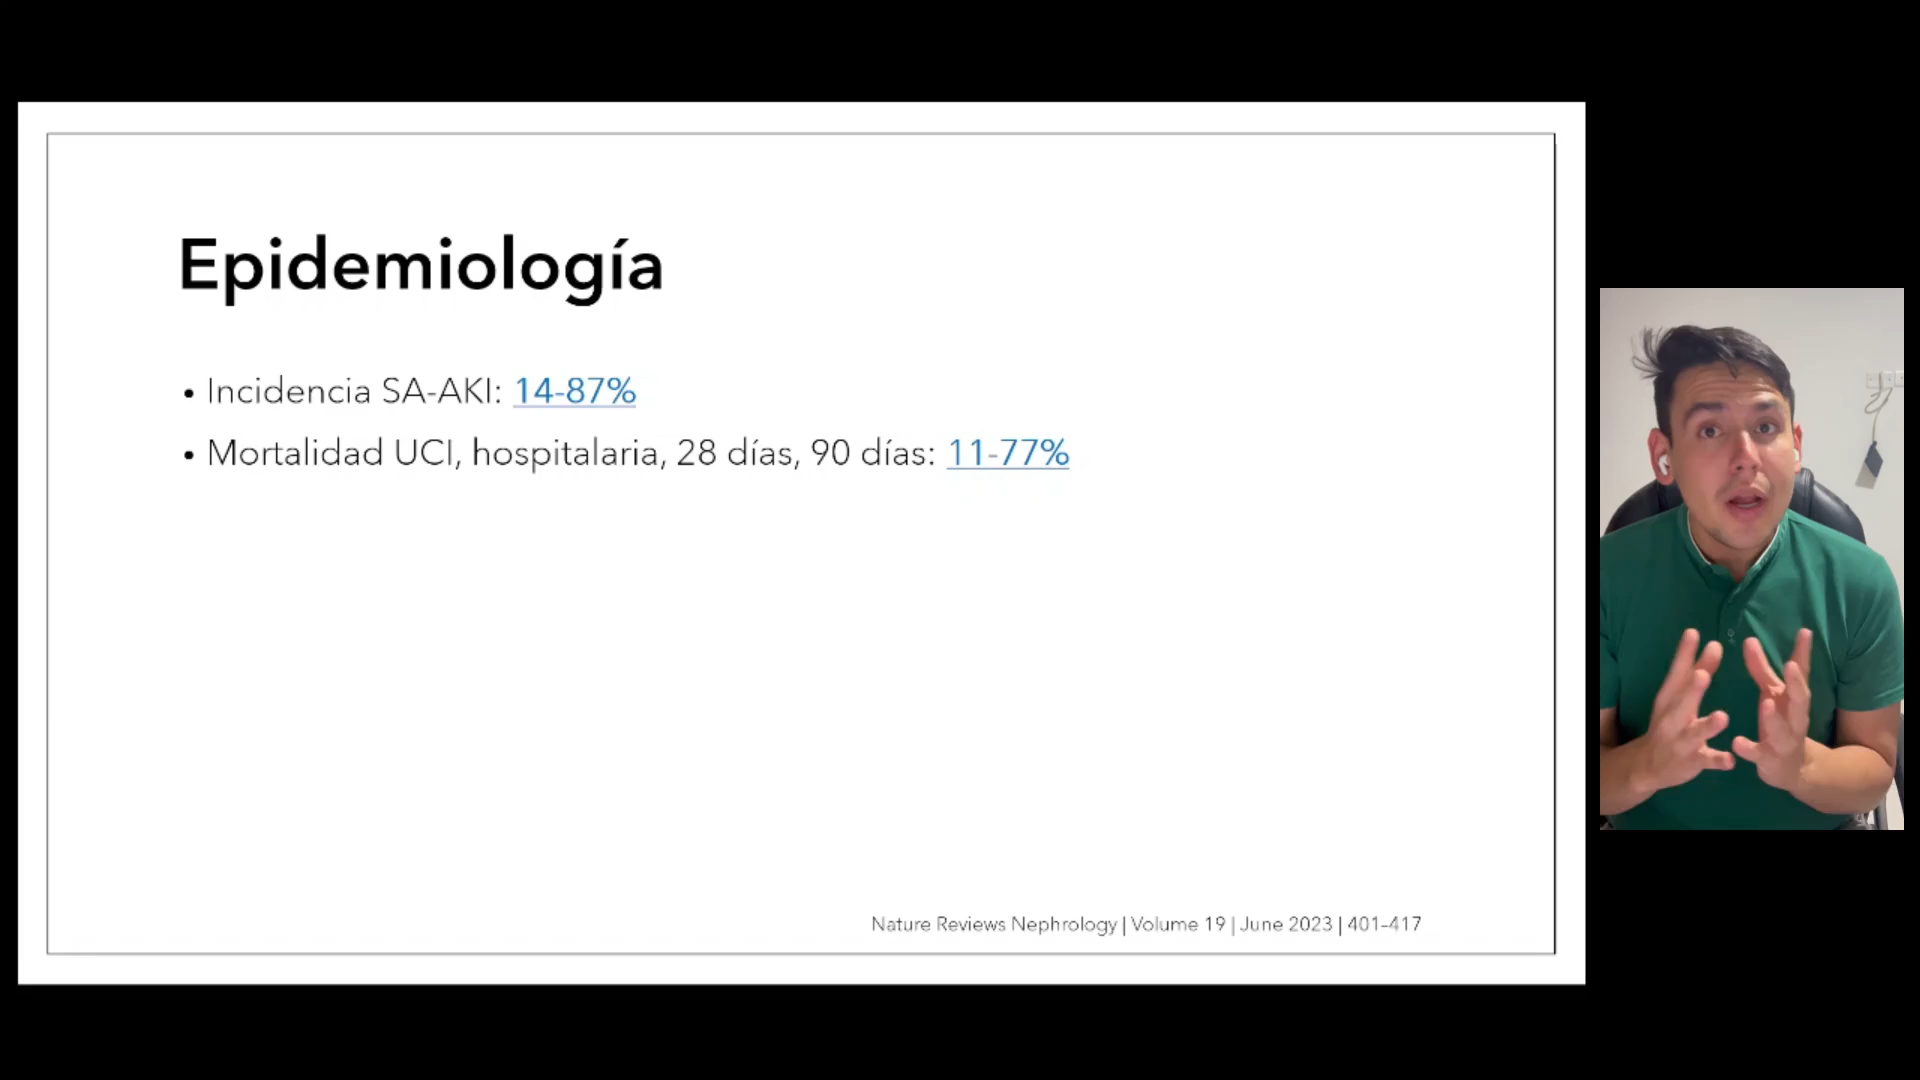 Epidemiología
• Incidencia SA-AKI: 14-87%
• Mortalidad UCI, hospitalaria, 28 días, 90 días: 11-77%
Nature Reviews Nephrology | Volume 19 | June 2023 | 401–417